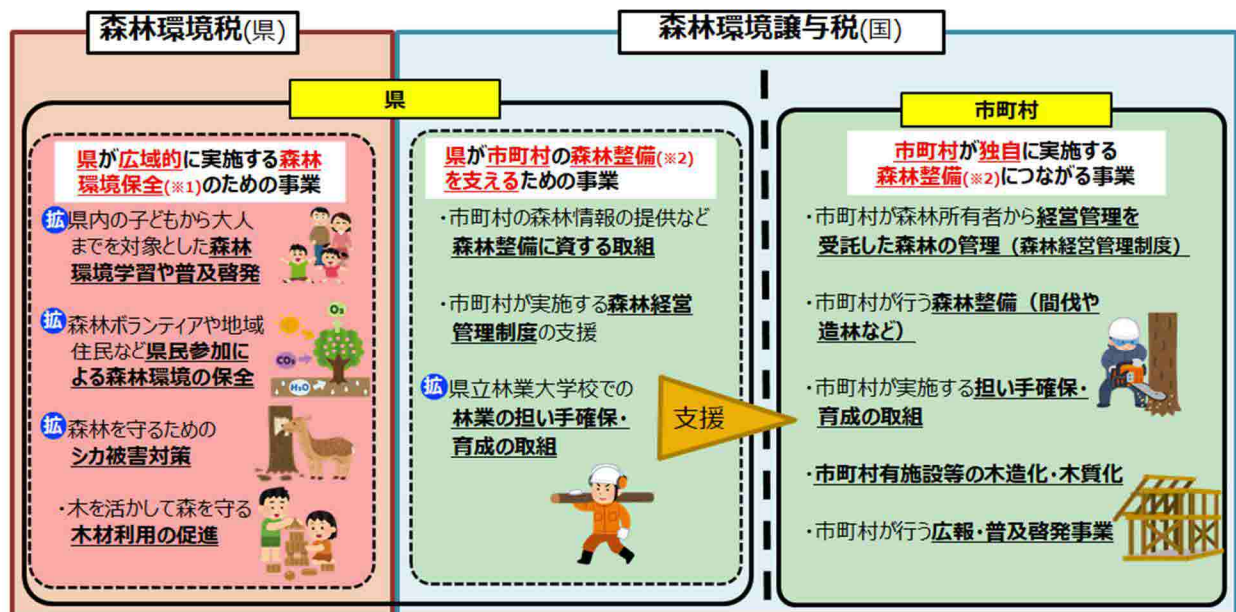 森林環境税(県)
森林環境譲与税(国)
県
県が広域的に実施する森林
環境保全(※1)のための事業
拡 県内の子どもから大人
までを対象とした森林
環境学習や普及啓発
拡 森林ボランティアや地域
住民など県民参加に
よる森林環境の保全
O₂
CO₂
H₂O
拡 森林を守るための
シカ被害対策
・木を活かして森を守る
木材利用の促進
県が市町村の森林整備(※2)
を支えるための事業
・市町村の森林情報の提供など
森林整備に資する取組
・市町村が実施する森林経営
管理制度の支援
拡 県立林業大学校での
林業の担い手確保・
育成の取組
支援
市町村
市町村が独自に実施する
森林整備(※2)につながる事業
・市町村が森林所有者から経営管理を
受託した森林の管理（森林経営管理制度）
・市町村が行う森林整備（間伐や
造林など）
・市町村が実施する担い手確保・
育成の取組
・市町村有施設等の木造化・木質化
・市町村が行う広報・普及啓発事業